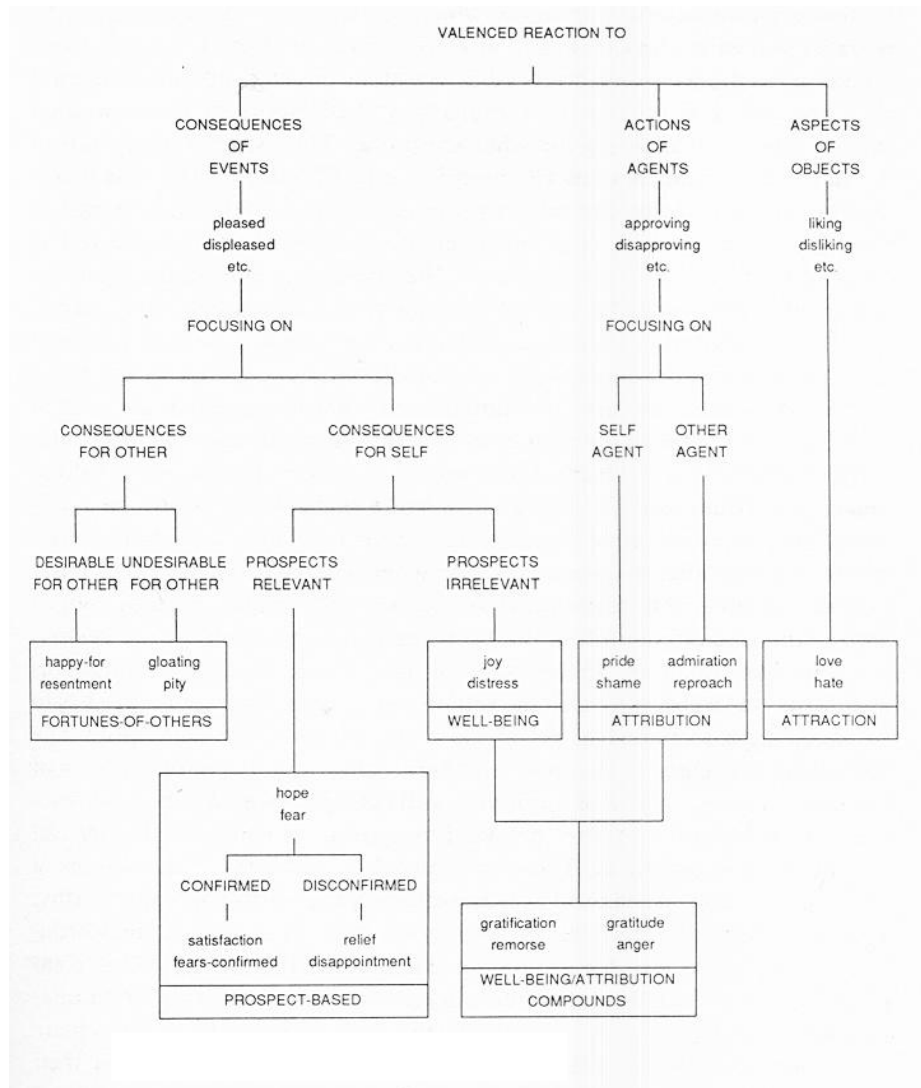 VALENCED REACTION TO
CONSEQUENCES
OF
EVENTS
ACTIONS
OF
AGENTS
ASPECTS
OF
OBJECTS
pleased
displeased
etc.
approving
disapproving
etc.
liking
disliking
etc.
FOCUSING ON
FOCUSING ON
CONSEQUENCES
FOR OTHER
CONSEQUENCES
FOR SELF
SELF
AGENT
OTHER
AGENT
DESIRABLE
FOR OTHER
UNDESIRABLE
FOR OTHER
PROSPECTS
RELEVANT
PROSPECTS
IRRELEVANT
happy-for
resentment
gloating
pity
FORTUNES-OF-OTHERS
joy
distress
WELL-BEING
pride
shame
admiration
reproach
ATTRIBUTION
love
hate
ATTRACTION
hope
fear
CONFIRMED
DISCONFIRMED
satisfaction
fears-confirmed
relief
disappointment
PROSPECT-BASED
gratification
remorse
gratitude
anger
WELL-BEING/ATTRIBUTION
COMPOUNDS